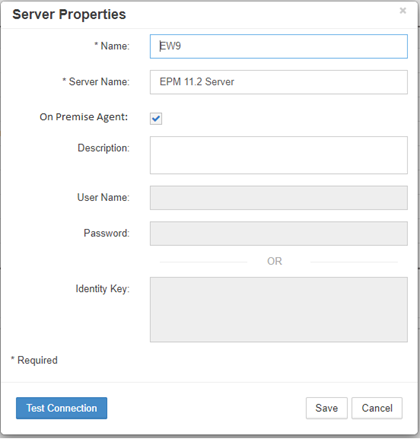 Server Properties ×
* Name: EW9
* Server Name: EPM 11.2 Server
On Premise Agent:
Description:
User Name:
Password:
OR
Identity Key:
* Required
Test Connection Save Cancel